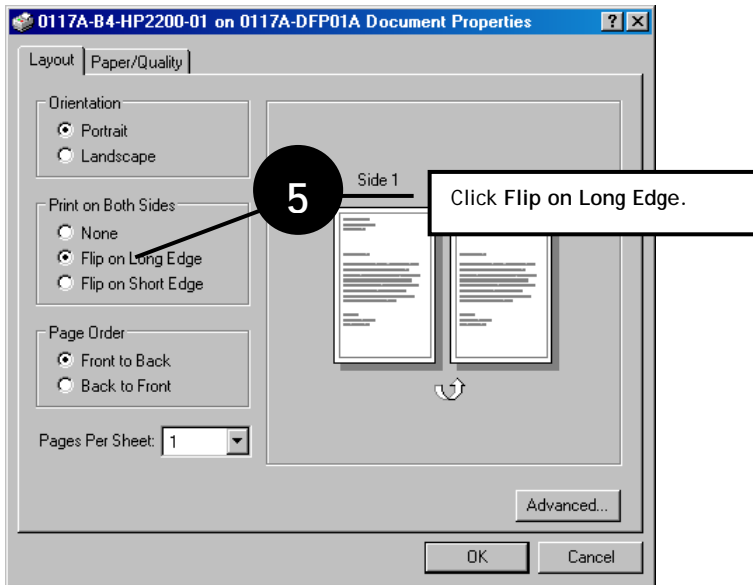 0117A-B4-HP2200-01 on 0117A-DFP01A Document Properties
Layout Paper/Quality
Orientation
Portrait
Landscape
Print on Both Sides
None
Flip on Long Edge
Flip on Short Edge
Page Order
Front to Back
Back to Front
Pages Per Sheet: 1
5
Side 1
Click Flip on Long Edge.
Advanced...
OK Cancel